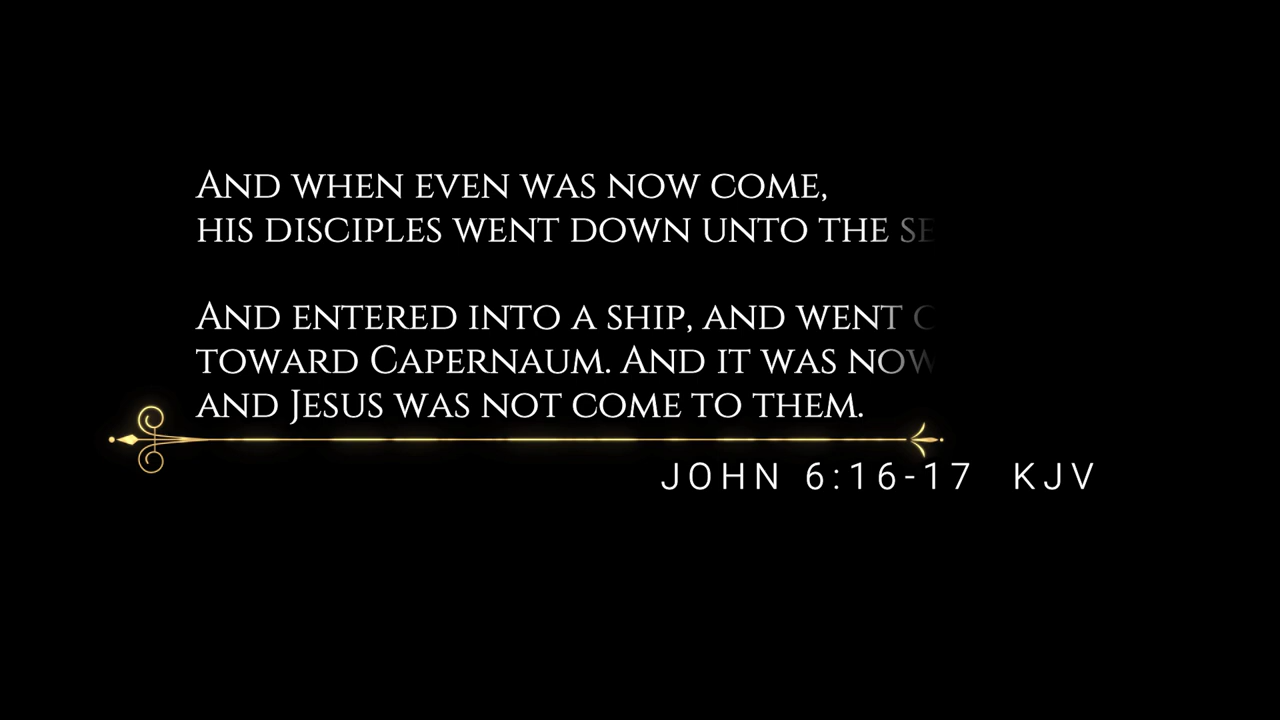 And when even was now come,
his disciples went down unto the
And entered into a ship, and went
toward Capernaum. And it was now
and Jesus was not come to them.
JOHN 6:16-17 KJV